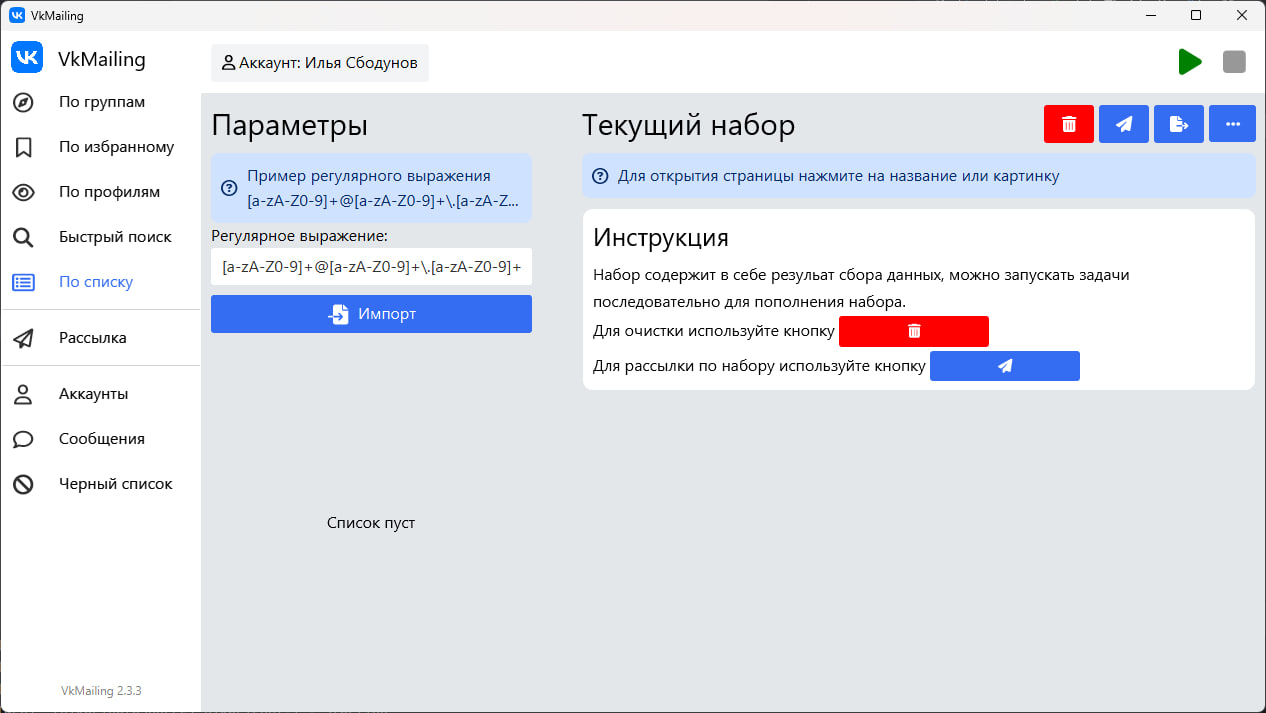 VkMailing
VkMailing
Аккаунт: Илья Сбодунов
По группам
По избранному
По профилям
Быстрый поиск
По списку
Рассылка
Аккаунты
Сообщения
Черный список
VkMailing 2.3.3
Параметры
Пример регулярного выражения
[a-zA-Z0-9]+@[a-zA-Z0-9]+\.[a-zA-Z...
Регулярное выражение:
[a-zA-Z0-9]+@[a-zA-Z0-9]+\.[a-zA-Z0-9]+
Импорт
Список пуст
Текущий набор
Для открытия страницы нажмите на название или картинку
Инструкция
Набор содержит в себе резульат сбора данных, можно запускать задачи
последовательно для пополнения набора.
Для очистки используйте кнопку
Для рассылки по набору используйте кнопку